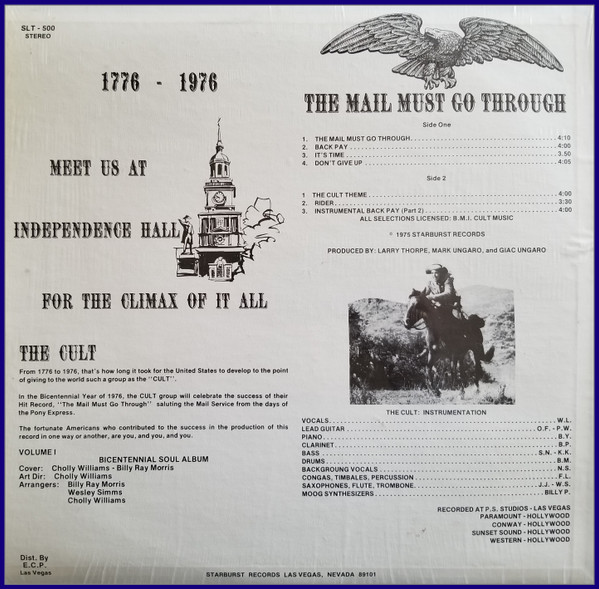 SLT - 500
STEREO
1776 - 1976
MEET US AT
INDEPENDENCE HALL
FOR THE CLIMAX OF IT ALL
THE CULT
From 1776 to 1976, that's how long it took for the United States to develop to the point
of giving to the world such a group as the "CULT".
In the Bicentennial Year of 1976, the CULT group will celebrate the success of their
Hit Record, "The Mail Must Go Through" saluting the Mail Service from the days of
the Pony Express.
The fortunate Americans who contributed to the success in the production of this
record in one way or another, are you, and you, and you.
VOLUME I
BICENTENNIAL SOUL ALBUM
Cover: Cholly Williams - Billy Ray Morris
Art Dir: Cholly Williams
Arrangers: Billy Ray Morris
Wesley Simms
Cholly Williams
Dist. By
E.C.P.
Las Vegas
THE MAIL MUST GO THROUGH
Side One
1. THE MAIL MUST GO THROUGH 4:10
2. BACK PAY 4:00
3. IT'S TIME 3.50
4. DON'T GIVE UP 4:05
Side 2
1 THE CULT THEME 4:00
2. RIDER 3:30
3. INSTRUMENTAL BACK PAY (Part 2) 4:00
ALL SELECTIONS LICENSED: B.M.I. CULT MUSIC
℗ 1975 STARBURST RECORDS
PRODUCED BY: LARRY THORPE, MARK UNGARO, and GIAC UNGARO
THE CULT: INSTRUMENTATION
VOCALS W.L.
LEAD GUITAR O.F. - P.W.
PIANO B.Y.
CLARINET B.P.
BASS S.N. - K.K.
DRUMS B.M.
BACKGROUND VOCALS N.S.
CONGAS, TIMBALES, PERCUSSION F.L.
SAXOPHONES, FLUTE, TROMBONE J.J. - W.S.
MOOG SYNTHESIZERS BILLY P.
RECORDED AT P.S. STUDIOS - LAS VEGAS
PARAMOUNT - HOLLYWOOD
CONWAY - HOLLYWOOD
SUNSET SOUND - HOLLYWOOD
WESTERN - HOLLYWOOD
STARBURST RECORDS LAS VEGAS, NEVADA 89101